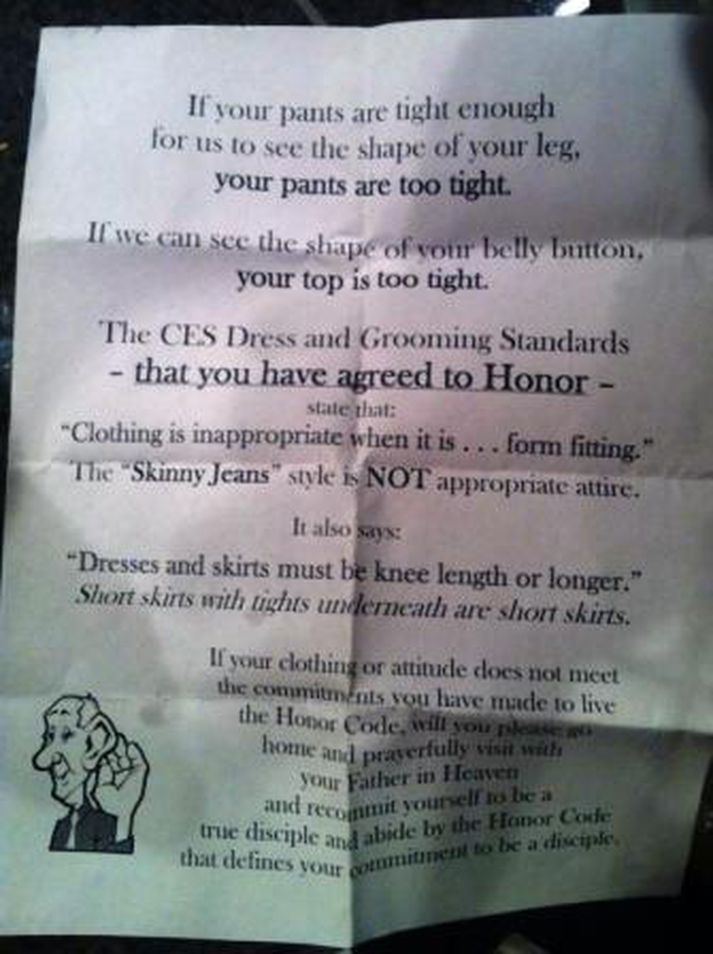 If your pants are tight enough
for us to see the shape of your leg,
your pants are too tight.
If we can see the shape of your belly button,
your top is too tight.
The CES Dress and Grooming Standards
- that you have agreed to Honor -
state that:
"Clothing is inappropriate when it is . . . form fitting."
The "Skinny Jeans" style is NOT appropriate attire.
It also says:
"Dresses and skirts must be knee length or longer."
Short skirts with tights underneath are short skirts.
If your clothing or attitude does not meet
the commitments you have made to live
the Honor Code, will you please go
home and prayerfully visit with
your Father in Heaven
and recommit yourself to be a
true disciple and abide by the Honor Code
that defines your commitment to be a disciple.